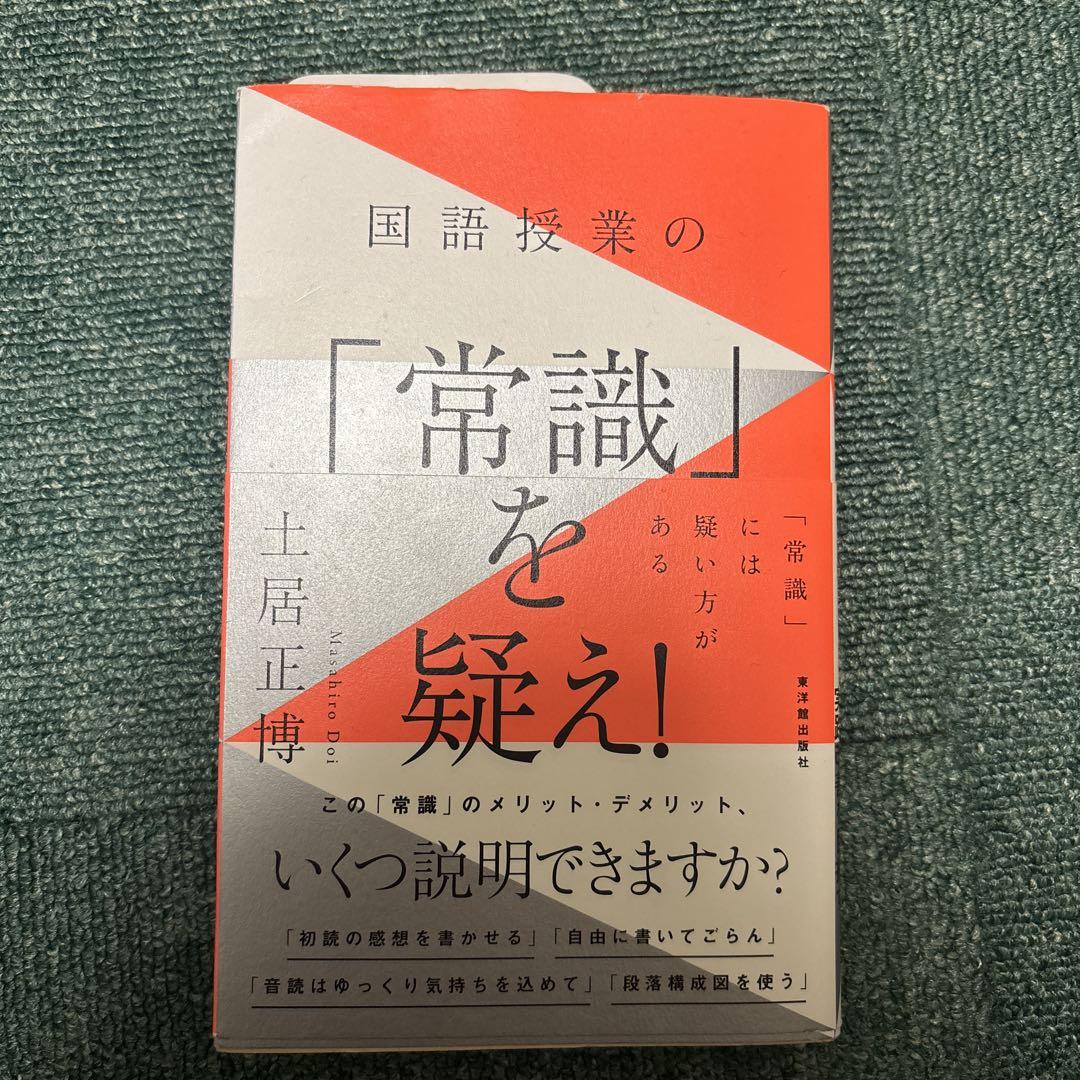 国語授業の
「常識」
を
疑え!
「常識」
には
疑い方が
ある
土居正博
Masahiro Doi
東洋館出版社
この「常識」のメリット・デメリット、
いくつ説明できますか?
「初読の感想を書かせる」「自由に書いてごらん」
「音読はゆっくり気持ちを込めて」「段落構成図を使う」